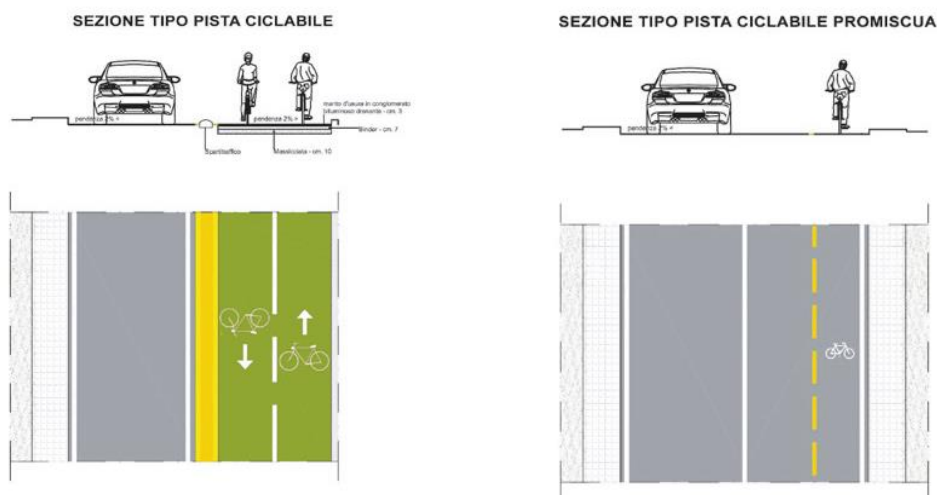 SEZIONE TIPO PISTA CICLABILE
SEZIONE TIPO PISTA CICLABILE PROMISCUA
manto d'usura in conglomerato
bituminoso drenante - cm. 3
pendenza 2% >
pendenza 2% >
Binder - cm. 7
Spartitraffico
Massicciata - cm. 10
pendenza 2% >